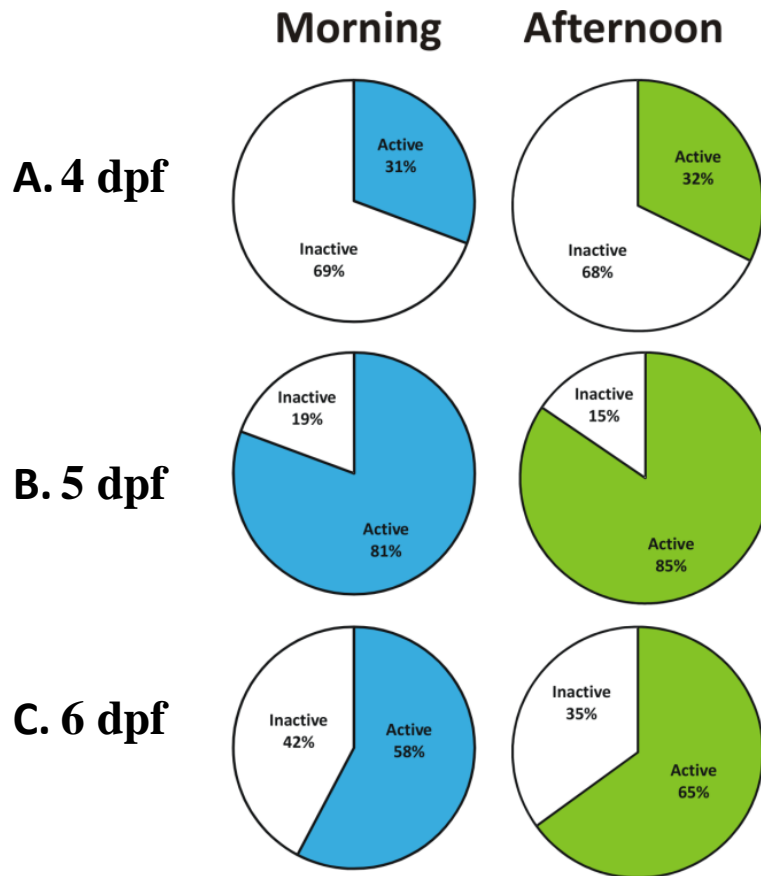 Morning Afternoon
A. 4 dpf
Active
31%
Inactive
69%
Active
32%
Inactive
68%
B. 5 dpf
Inactive
19%
Active
81%
Inactive
15%
Active
85%
C. 6 dpf
Inactive
42%
Active
58%
Inactive
35%
Active
65%